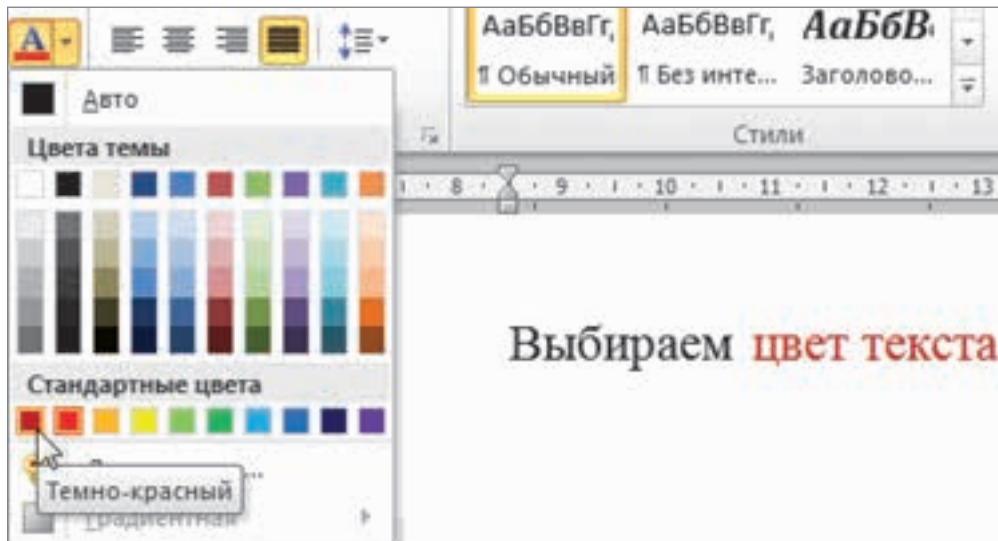 АаБбВвГг, АаБбВвГг, АаБбВ
¶ Обычный ¶ Без инте... Заголово...
Стили
Авто
Цвета темы
8 9 10 11 12 13
Выбираем цвет текста
Стандартные цвета
Темно-красный
Градиентная